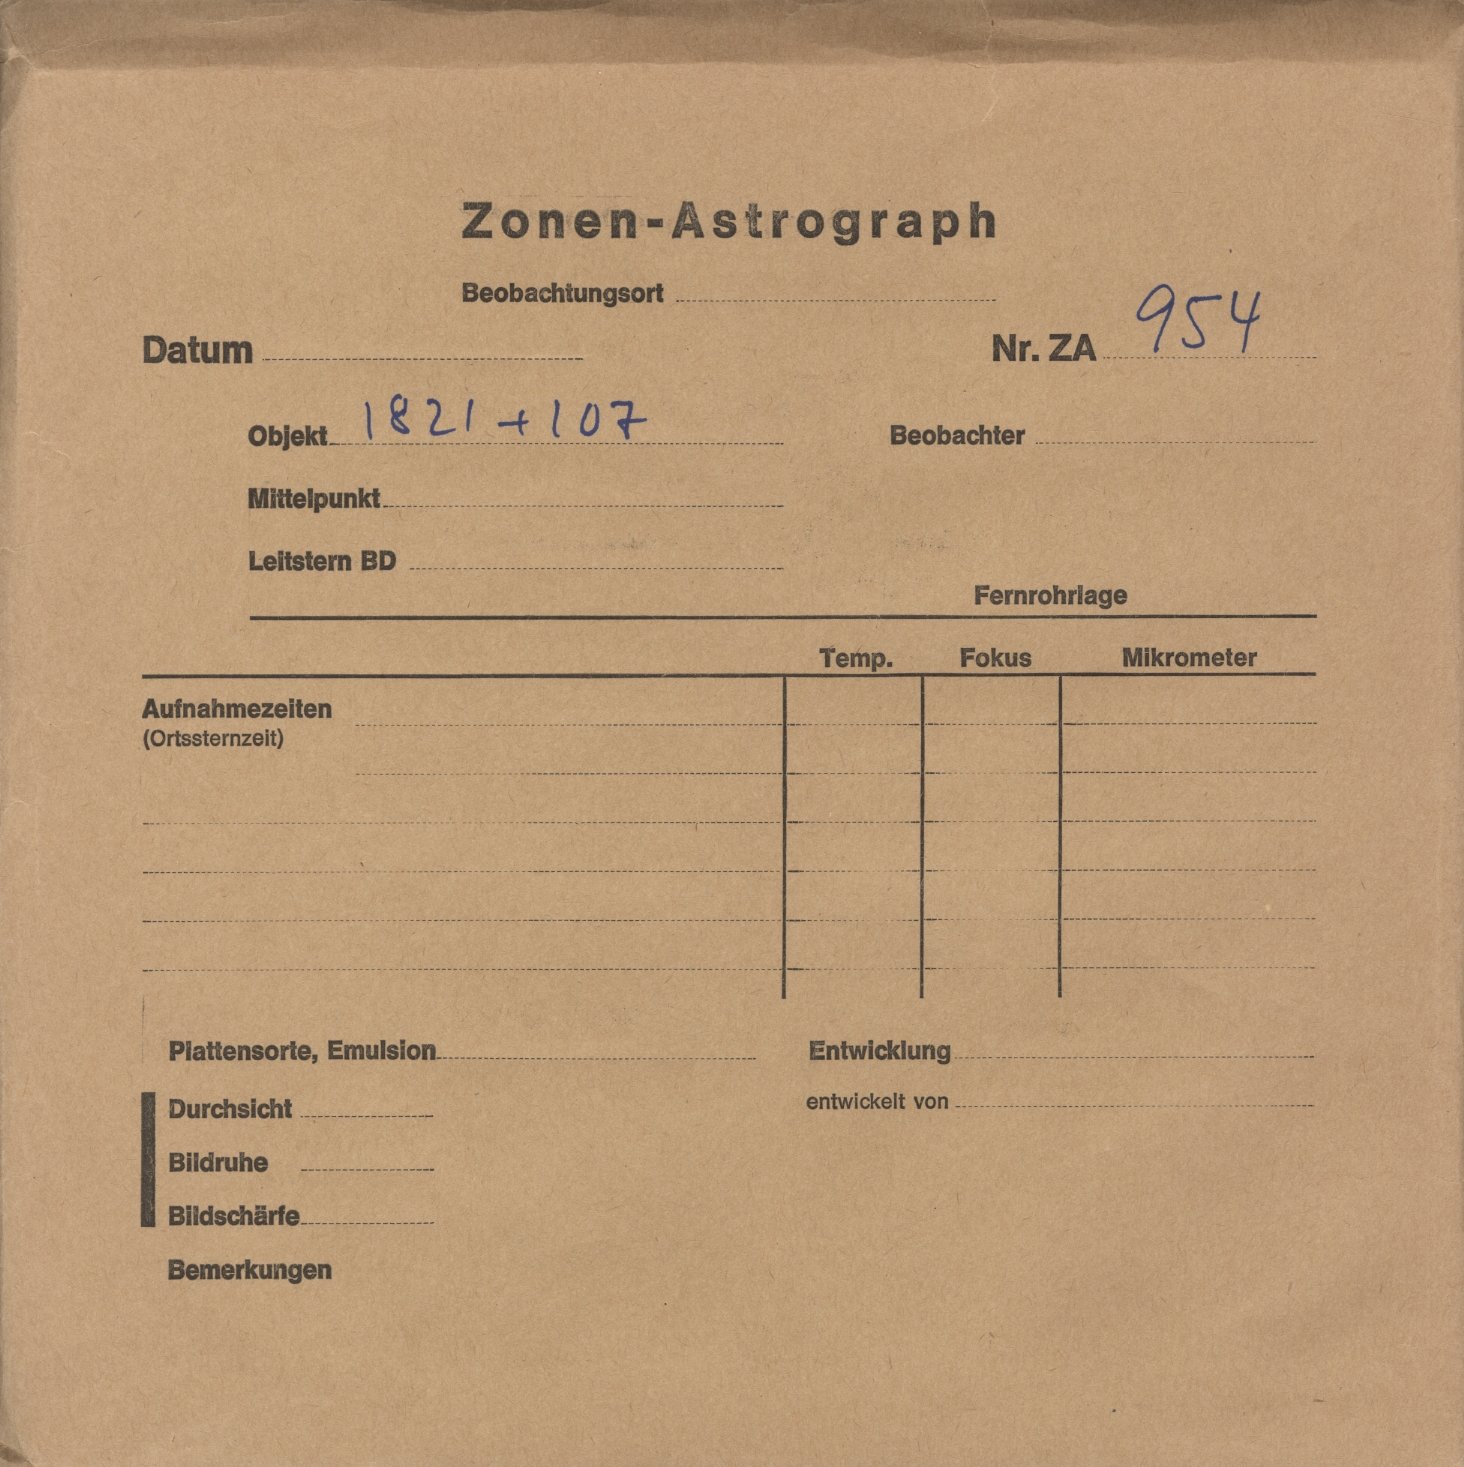 Zonen-Astrograph
Beobachtungsort
Datum
Nr. ZA 954
Objekt 1821+107
Beobachter
Mittelpunkt
Leitstern BD
Fernrohrlage
Temp. Fokus Mikrometer
Aufnahmezeiten
(Ortssternzeit)
Plattensorte, Emulsion
Entwicklung
Durchsicht
entwickelt von
Bildruhe
Bildschärfe
Bemerkungen